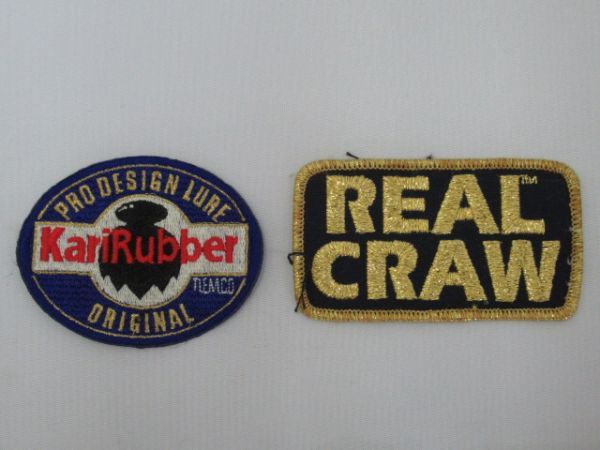 PRO DESIGN LURE
KariRubber
TIEMCO
ORIGINAL
REAL™
CRAW